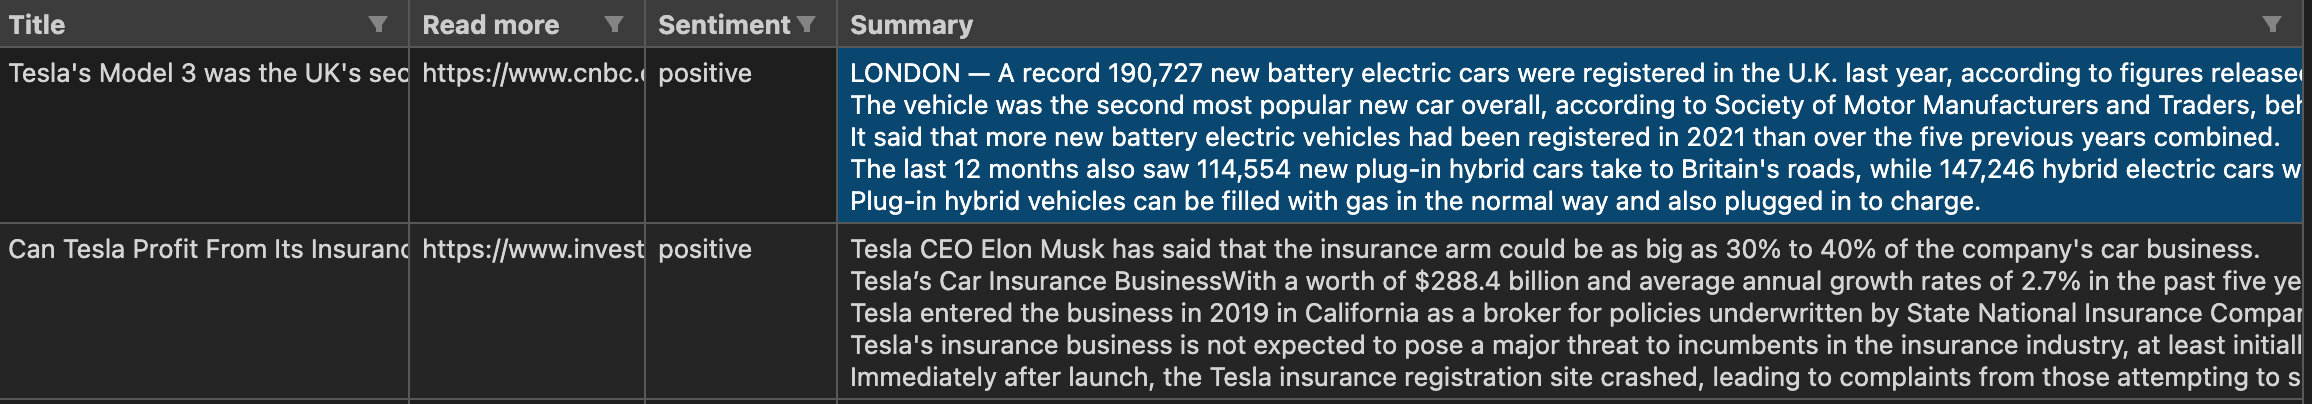 Title Read more Sentiment Summary
Tesla's Model 3 was the UK's sec https://www.cnbc. positive LONDON — A record 190,727 new battery electric cars were registered in the U.K. last year, according to figures released
The vehicle was the second most popular new car overall, according to Society of Motor Manufacturers and Traders, beh
It said that more new battery electric vehicles had been registered in 2021 than over the five previous years combined.
The last 12 months also saw 114,554 new plug-in hybrid cars take to Britain's roads, while 147,246 hybrid electric cars w
Plug-in hybrid vehicles can be filled with gas in the normal way and also plugged in to charge.
Can Tesla Profit From Its Insuranc https://www.invest positive Tesla CEO Elon Musk has said that the insurance arm could be as big as 30% to 40% of the company's car business.
Tesla’s Car Insurance BusinessWith a worth of $288.4 billion and average annual growth rates of 2.7% in the past five ye
Tesla entered the business in 2019 in California as a broker for policies underwritten by State National Insurance Compan
Tesla's insurance business is not expected to pose a major threat to incumbents in the insurance industry, at least initiall
Immediately after launch, the Tesla insurance registration site crashed, leading to complaints from those attempting to s